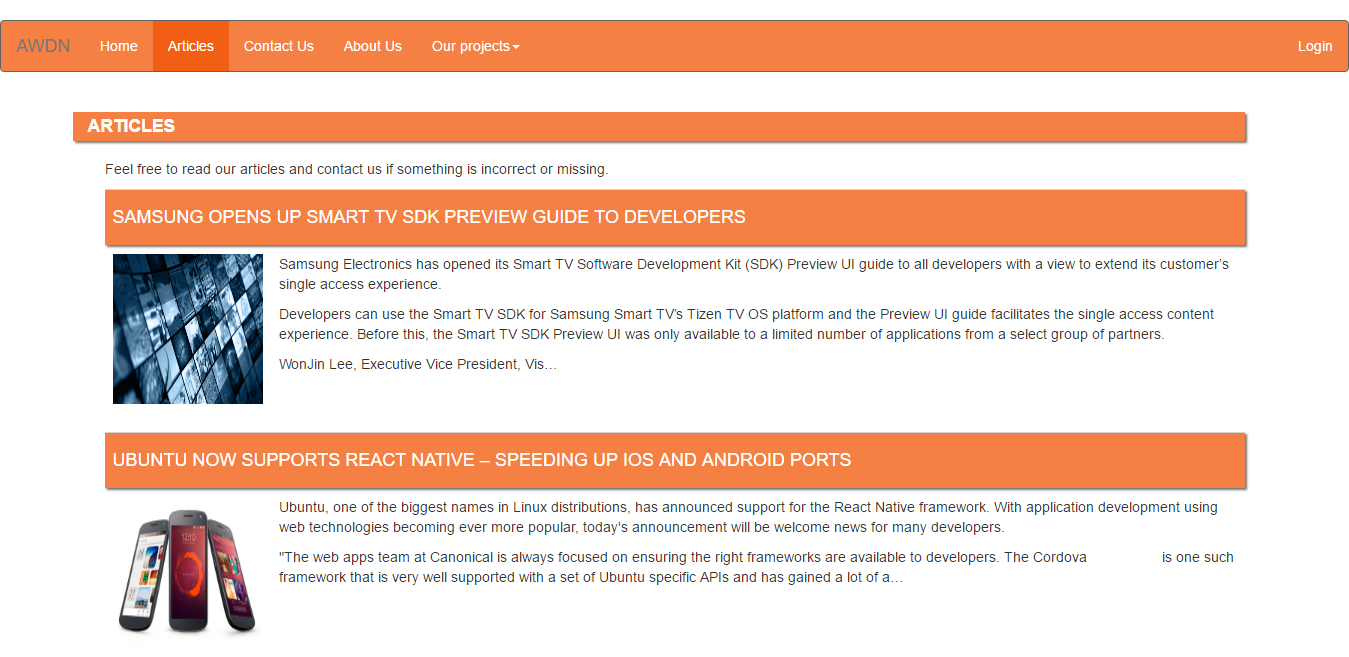 AWDN Home Articles Contact Us About Us Our projects Login
ARTICLES
Feel free to read our articles and contact us if something is incorrect or missing.
SAMSUNG OPENS UP SMART TV SDK PREVIEW GUIDE TO DEVELOPERS
Samsung Electronics has opened its Smart TV Software Development Kit (SDK) Preview UI guide to all developers with a view to extend its customer’s
single access experience.
Developers can use the Smart TV SDK for Samsung Smart TV’s Tizen TV OS platform and the Preview UI guide facilitates the single access content
experience. Before this, the Smart TV SDK Preview UI was only available to a limited number of applications from a select group of partners.
WonJin Lee, Executive Vice President, Vis…
UBUNTU NOW SUPPORTS REACT NATIVE – SPEEDING UP IOS AND ANDROID PORTS
Ubuntu, one of the biggest names in Linux distributions, has announced support for the React Native framework. With application development using
web technologies becoming ever more popular, today's announcement will be welcome news for many developers.
"The web apps team at Canonical is always focused on ensuring the right frameworks are available to developers. The Cordova is one such
framework that is very well supported with a set of Ubuntu specific APIs and has gained a lot of a…
12:10